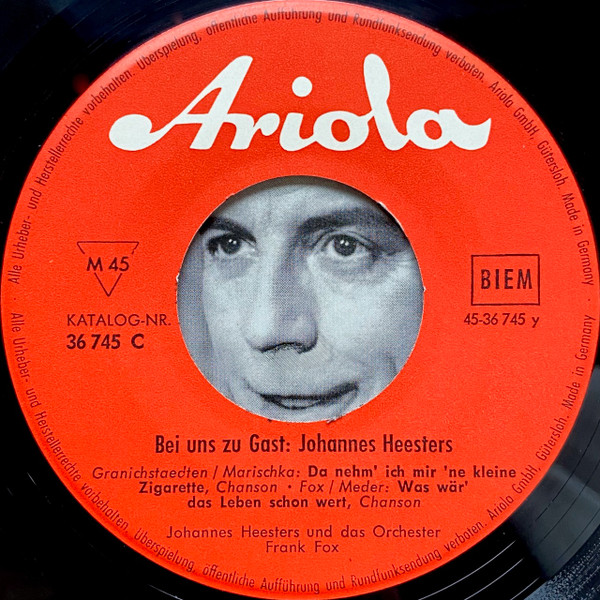 Ariola
Alle Urheber- und Herstellerrechte vorbehalten. Überspielung, öffentliche Aufführung und Rundfunksendung verboten. Ariola GmbH, Gütersloh. Made in Germany
M 45
KATALOG-NR.
36 745 C
BIEM
45-36 745 y
Bei uns zu Gast: Johannes Heesters
Granichstaedten / Marischka: Da nehm' ich mir 'ne kleine
Zigarette, Chanson · Fox / Meder: Was wär'
das Leben schon wert, Chanson
Johannes Heesters und das Orchester
Frank Fox
Alle Urheber- und Herstellerrechte vorbehalten. Überspielung, öffentliche Aufführung und Rundfunksendung verboten. Ariola GmbH, Gütersloh. Made in Germany